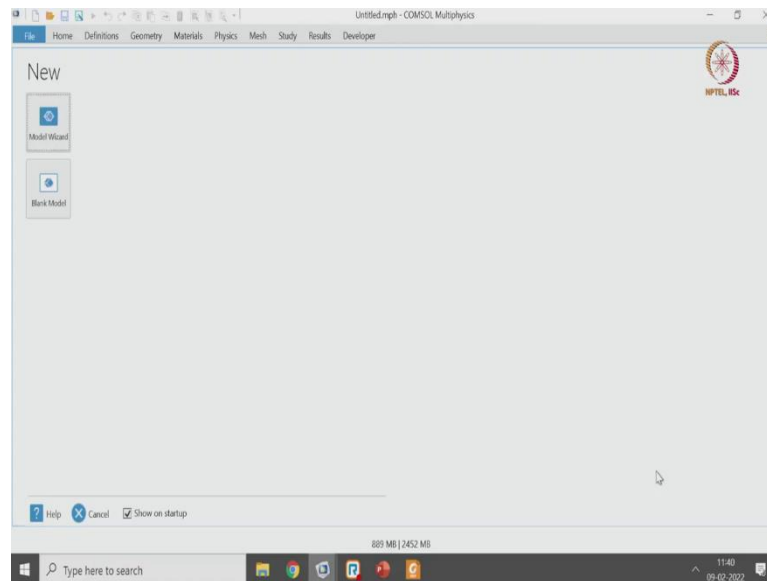 Untitled.mph - COMSOL Multiphysics
File Home Definitions Geometry Materials Physics Mesh Study Results Developer
New
NPTEL, IISc
Model Wizard
Blank Model
? Help Cancel Show on startup
889 MB | 2452 MB
Type here to search
11:40
09-02-2022